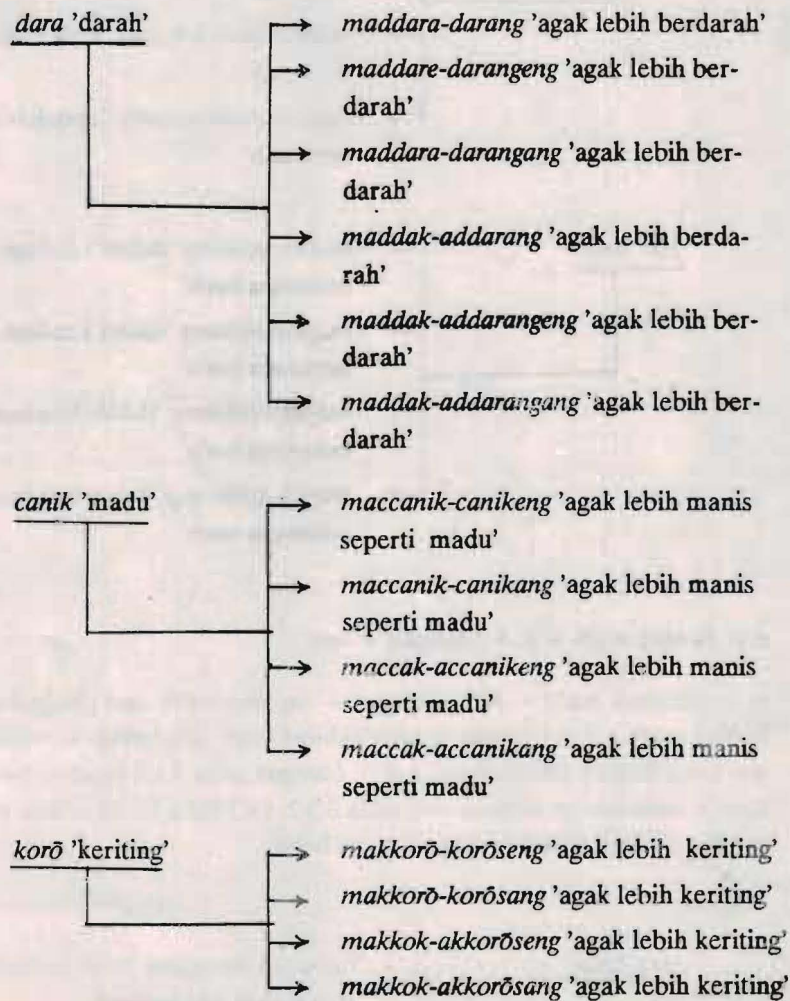 dara 'darah'
maddara-darang 'agak lebih berdarah'
maddare-darangeng 'agak lebih ber-
darah'
maddara-darangang 'agak lebih ber-
darah'
maddak-addarang 'agak lebih berda-
rah'
maddak-addarangeng 'agak lebih ber-
darah'
maddak-addarangang 'agak lebih ber-
darah'
canik 'madu'
maccanik-canikeng 'agak lebih manis
seperti madu'
maccanik-canikang 'agak lebih manis
seperti madu'
maccak-accanikeng 'agak lebih manis
seperti madu'
maccak-accanikang 'agak lebih manis
seperti madu'
korō 'keriting'
makkorō-korōseng 'agak lebih keriting'
makkorō-korōsang 'agak lebih keriting'
makkok-akkorōseng 'agak lebih keriting'
makkok-akkorōsang 'agak lebih keriting'